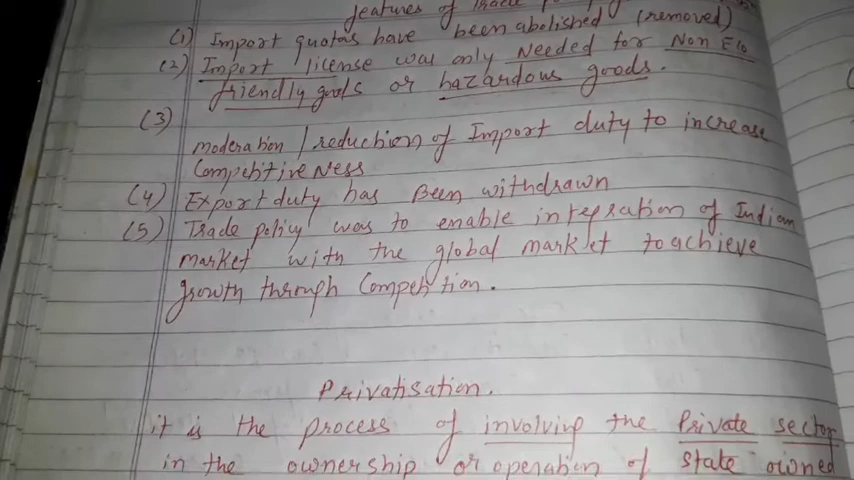 features of Trade
(1) Import quotas have been abolished (removed)
(2) Import license was only Needed for Non Eco
friendly goods or hazardous goods.
(3)
moderation / reduction of Import duty to increase
Competitive Ness
(4) Export duty has Been withdrawn
(5) Trade policy was to enable integration of Indian
market with the global market to achieve
growth through Competition.
Privatisation.
it is the process of involving the Private sector
in the ownership or operation of state owned